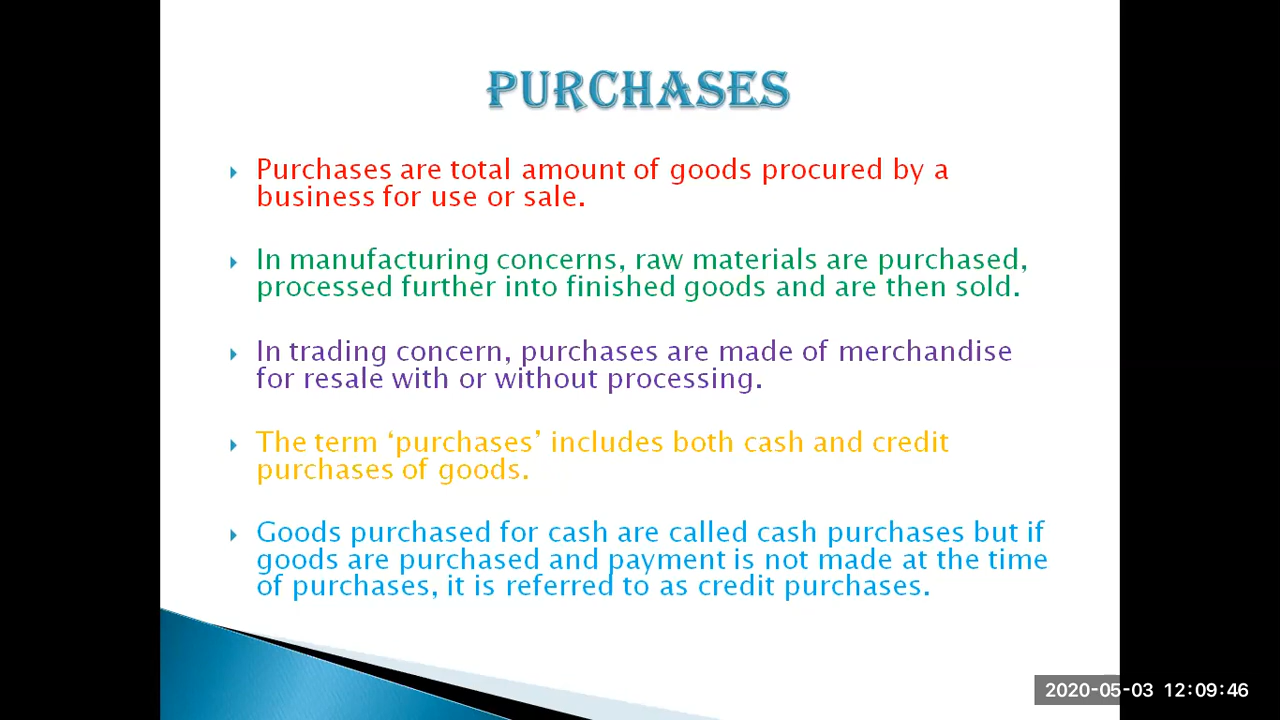 PURCHASES
Purchases are total amount of goods procured by a
business for use or sale.
In manufacturing concerns, raw materials are purchased,
processed further into finished goods and are then sold.
In trading concern, purchases are made of merchandise
for resale with or without processing.
The term ‘purchases’ includes both cash and credit
purchases of goods.
Goods purchased for cash are called cash purchases but if
goods are purchased and payment is not made at the time
of purchases, it is referred to as credit purchases.
2020-05-03 12:09:46